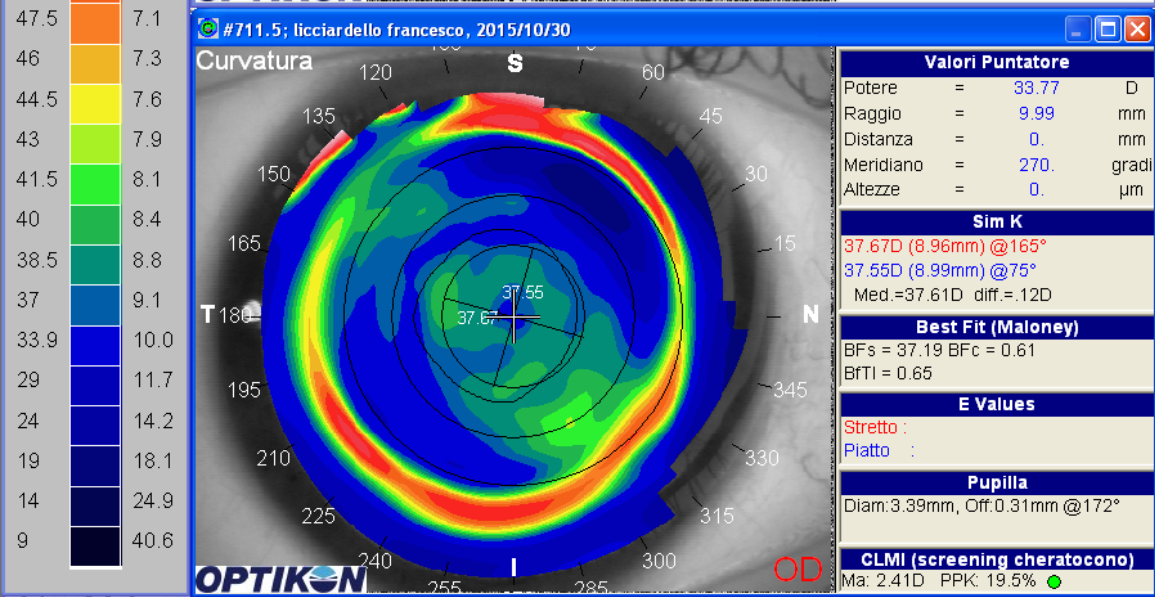 #711.5; licciardello francesco, 2015/10/30
47.5 7.1
46 7.3
44.5 7.6
43 7.9
41.5 8.1
40 8.4
38.5 8.8
37 9.1
33.9 10.0
29 11.7
24 14.2
19 18.1
14 24.9
9 40.6
Curvatura
S
120 60
135 45
150 30
165 15
T 180 N
195 345
210 330
225 315
240 300
255 285
I
37.55
37.67
OPTIKON
OD
Valori Puntatore
Potere = 33.77 D
Raggio = 9.99 mm
Distanza = 0. mm
Meridiano = 270. gradi
Altezze = 0. µm
Sim K
37.67D (8.96mm) @165°
37.55D (8.99mm) @75°
Med.=37.61D diff.=.12D
Best Fit (Maloney)
BFs = 37.19 BFc = 0.61
BfTI = 0.65
E Values
Stretto :
Piatto :
Pupilla
Diam:3.39mm, Off:0.31mm @172°
CLMI (screening cheratocono)
Ma: 2.41D PPK: 19.5%